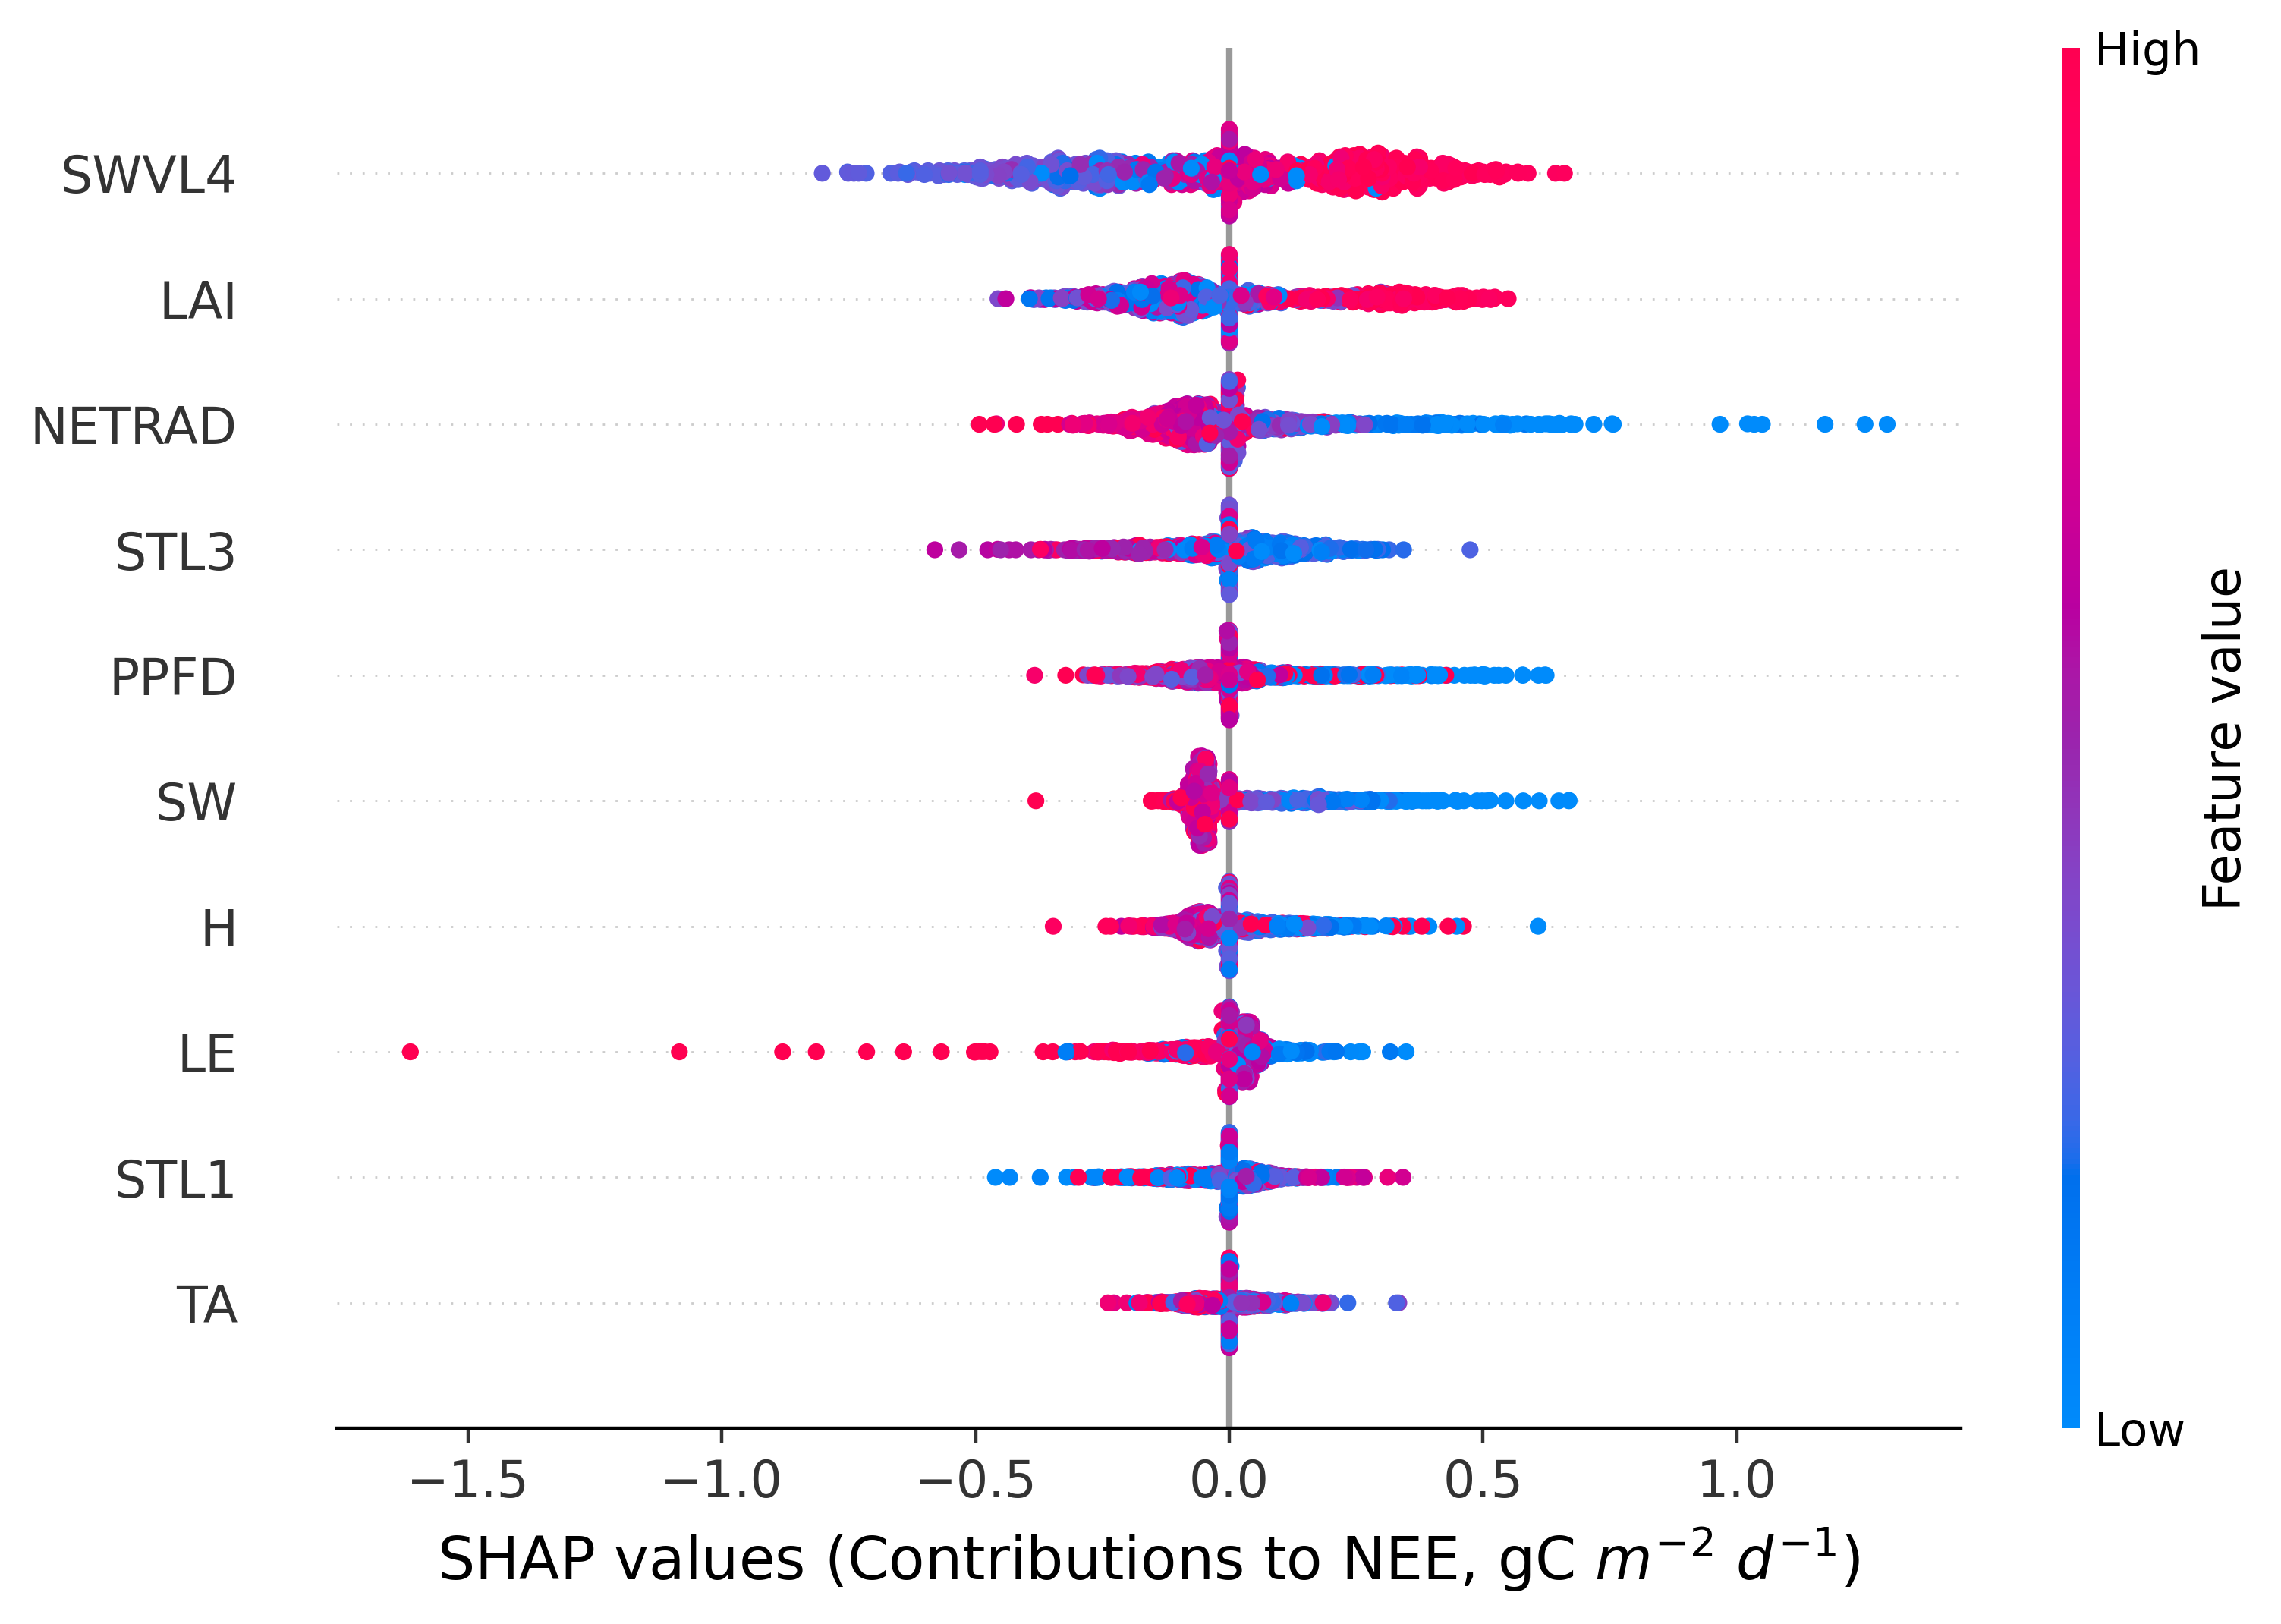 High
SWVL4
LAI
NETRAD
STL3
PPFD
SW
H
LE
STL1
TA
Feature value
Low
−1.5 −1.0 −0.5 0.0 0.5 1.0
SHAP values (Contributions to NEE, gC m⁻² d⁻¹)